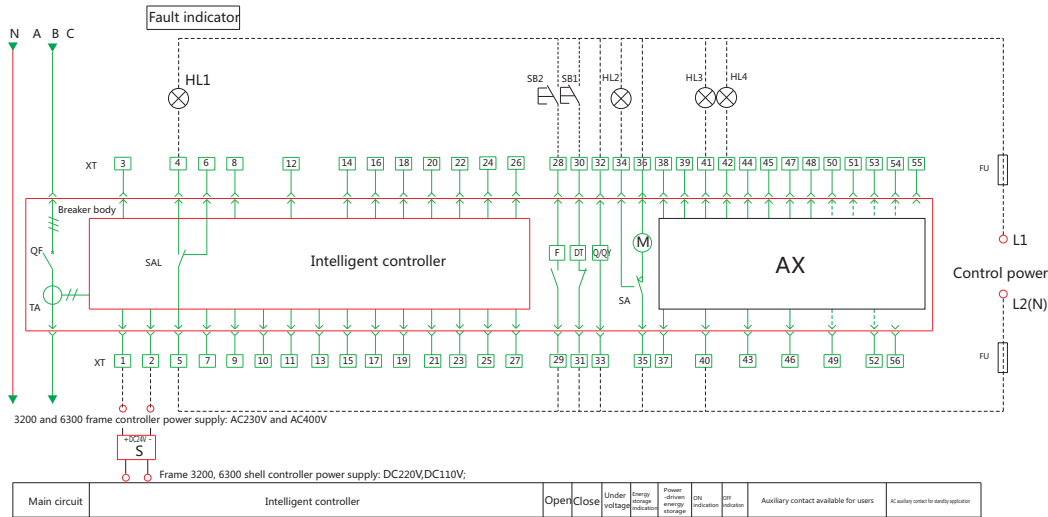 Fault indicator
N A B C
HL1
SB2 SB1 HL2 HL3 HL4
XT 3 4 6 8 12 14 16 18 20 22 24 26 28 30 32 34 36 38 39 41 42 44 45 47 48 50 51 53 54 55
FU
Breaker body
QF
SAL
Intelligent controller
F DT Q/QY M
AX
L1
Control power
TA
SA
L2(N)
XT 1 2 5 7 9 10 11 13 15 17 19 21 23 25 27 29 31 33 35 37 40 43 46 49 52 56
FU
3200 and 6300 frame controller power supply: AC230V and AC400V
+DC24V -
S
Frame 3200, 6300 shell controller power supply: DC220V,DC110V;
Main circuit
Intelligent controller
Open
Close
Under
voltage
Energy
storage
indication
Power
-driven
energy
storage
ON
indication
OFF
indication
Auxiliary contact available for users
AC auxiliary contact for standby application